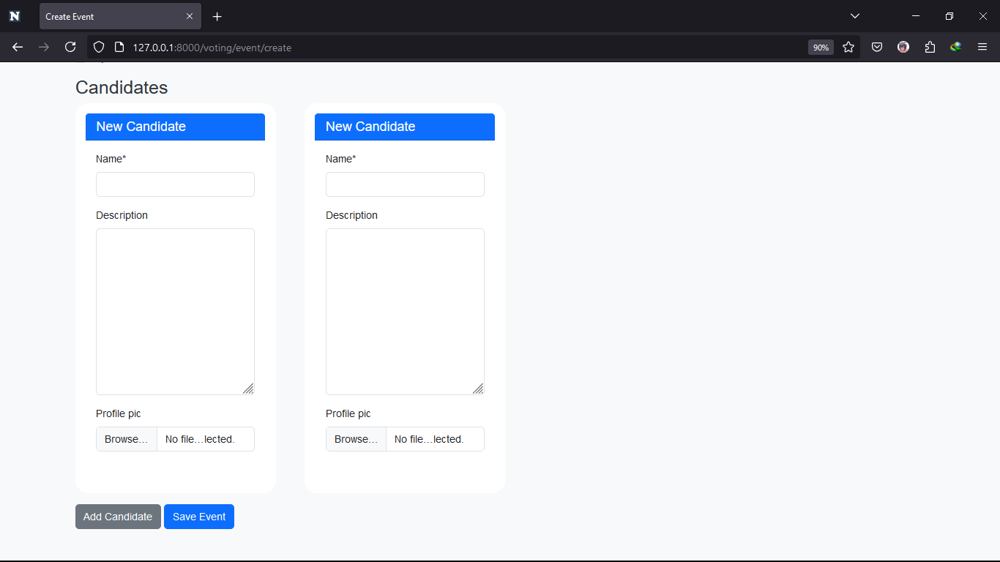 N
Create Event
127.0.0.1:8000/voting/event/create
90%
Candidates
New Candidate
Name*
Description
Profile pic
Browse…
No file…lected.
New Candidate
Name*
Description
Profile pic
Browse…
No file…lected.
Add Candidate
Save Event